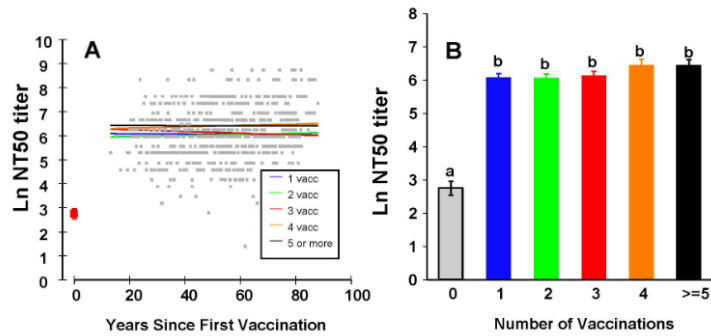 A
Ln NT50 titer
10
9
8
7
6
5
4
3
2
1
0
0 20 40 60 80 100
Years Since First Vaccination
1 vacc
2 vacc
3 vacc
4 vacc
5 or more
B
Ln NT50 titer
8
7
6
5
4
3
2
1
0
a
b
b
b
b
b
0 1 2 3 4 >=5
Number of Vaccinations